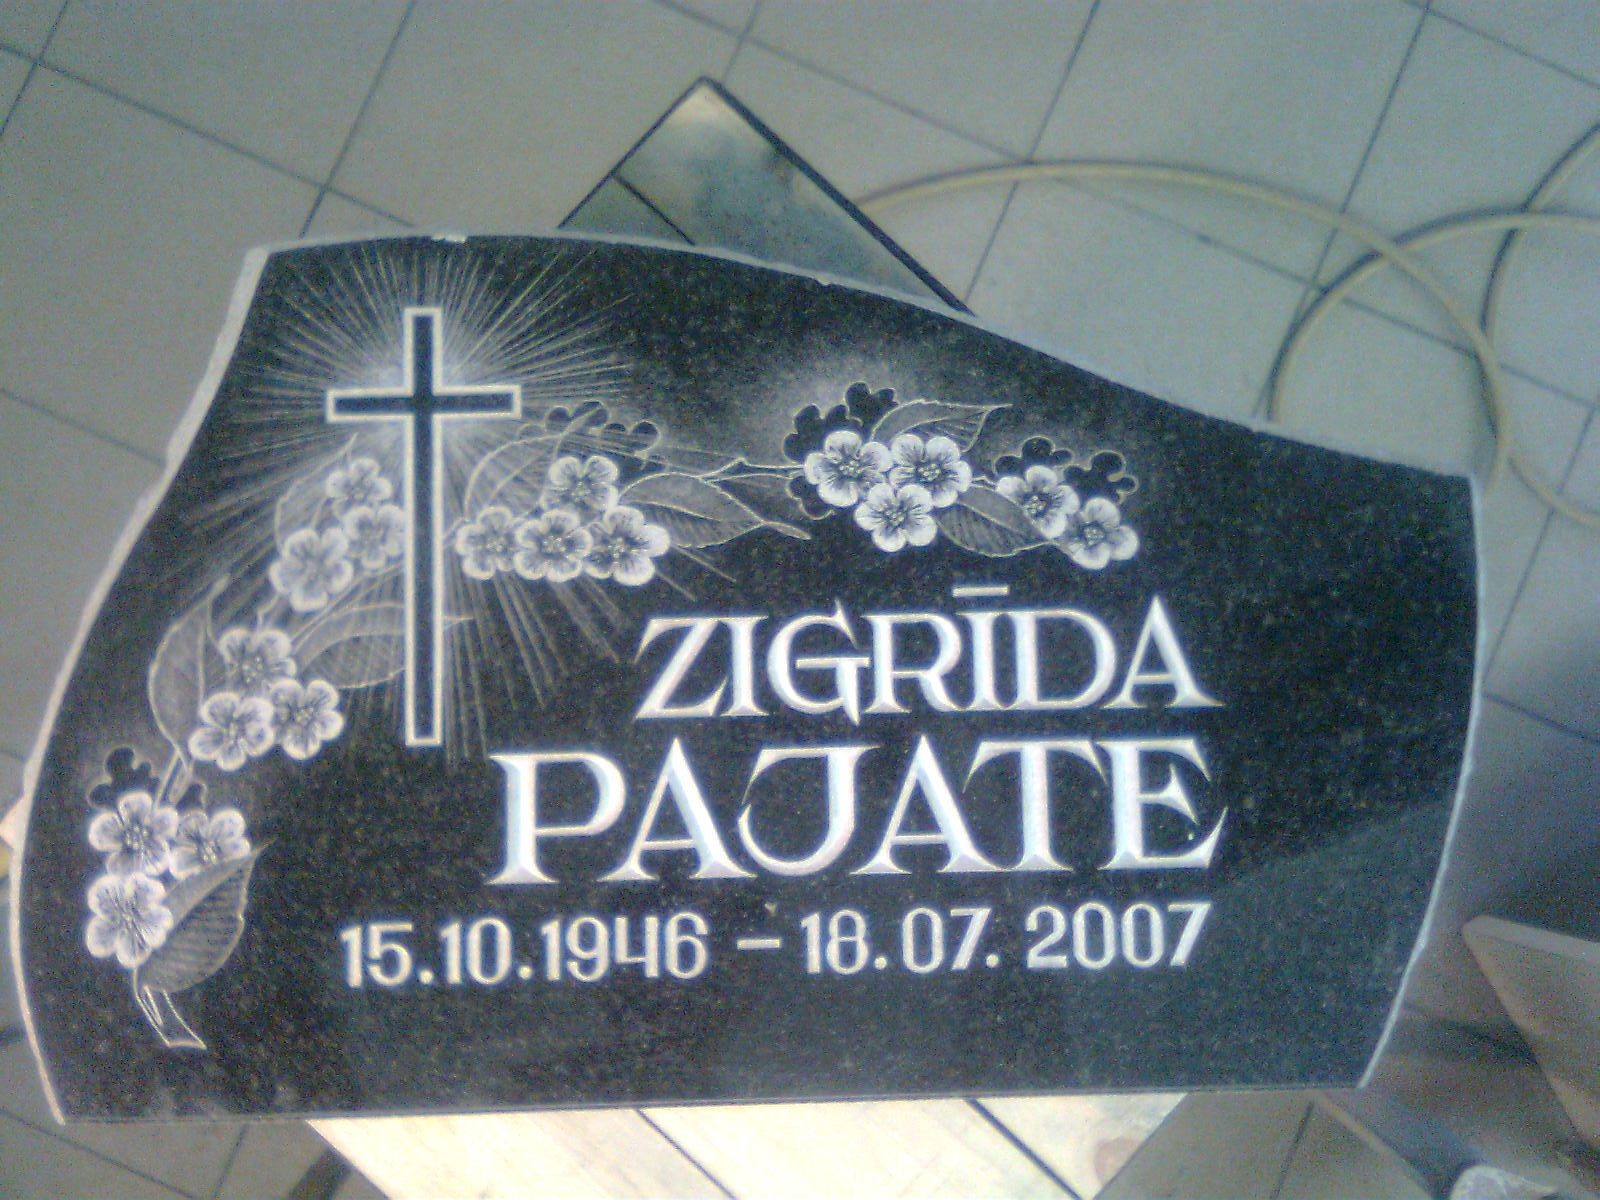 ZIGRĪDA
PAJATE
15.10.1946 – 18.07.2007